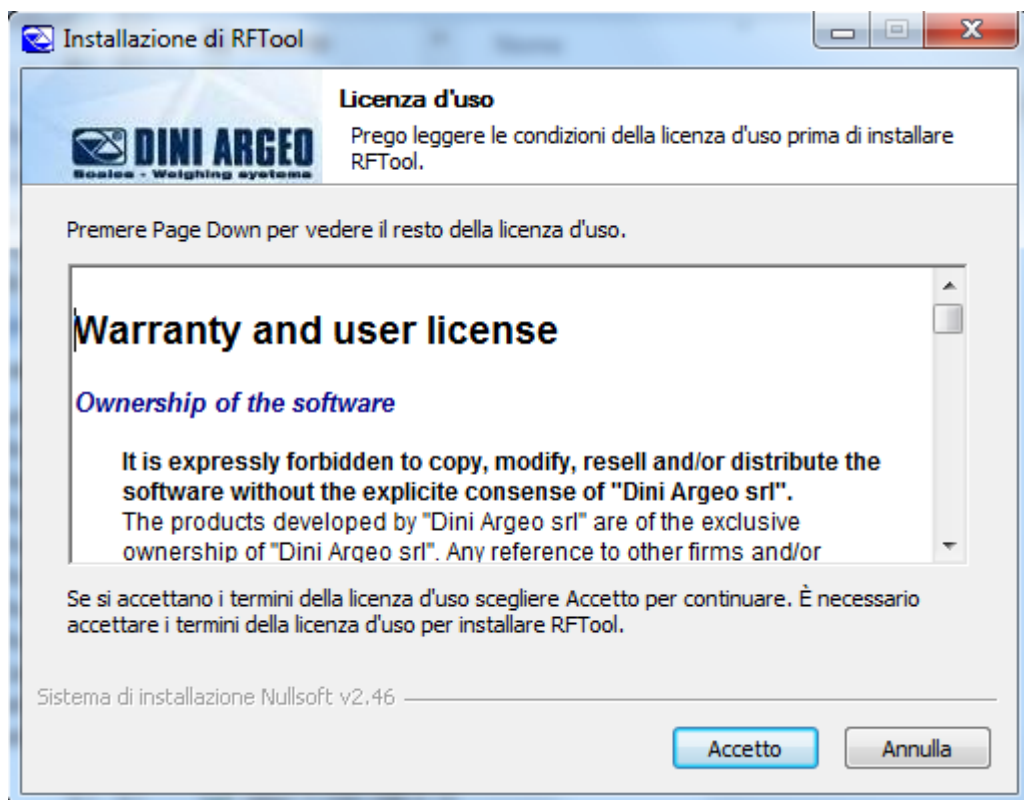 Installazione di RFTool
Licenza d'uso
Prego leggere le condizioni della licenza d'uso prima di installare
RFTool.
DINI ARGEO
Scales - Weighing systems
Premere Page Down per vedere il resto della licenza d'uso.
Warranty and user license
Ownership of the software
It is expressly forbidden to copy, modify, resell and/or distribute the
software without the explicite consense of "Dini Argeo srl".
The products developed by "Dini Argeo srl" are of the exclusive
ownership of "Dini Argeo srl". Any reference to other firms and/or
Se si accettano i termini della licenza d'uso scegliere Accetto per continuare. È necessario
accettare i termini della licenza d'uso per installare RFTool.
Sistema di installazione Nullsoft v2.46
Accetto
Annulla